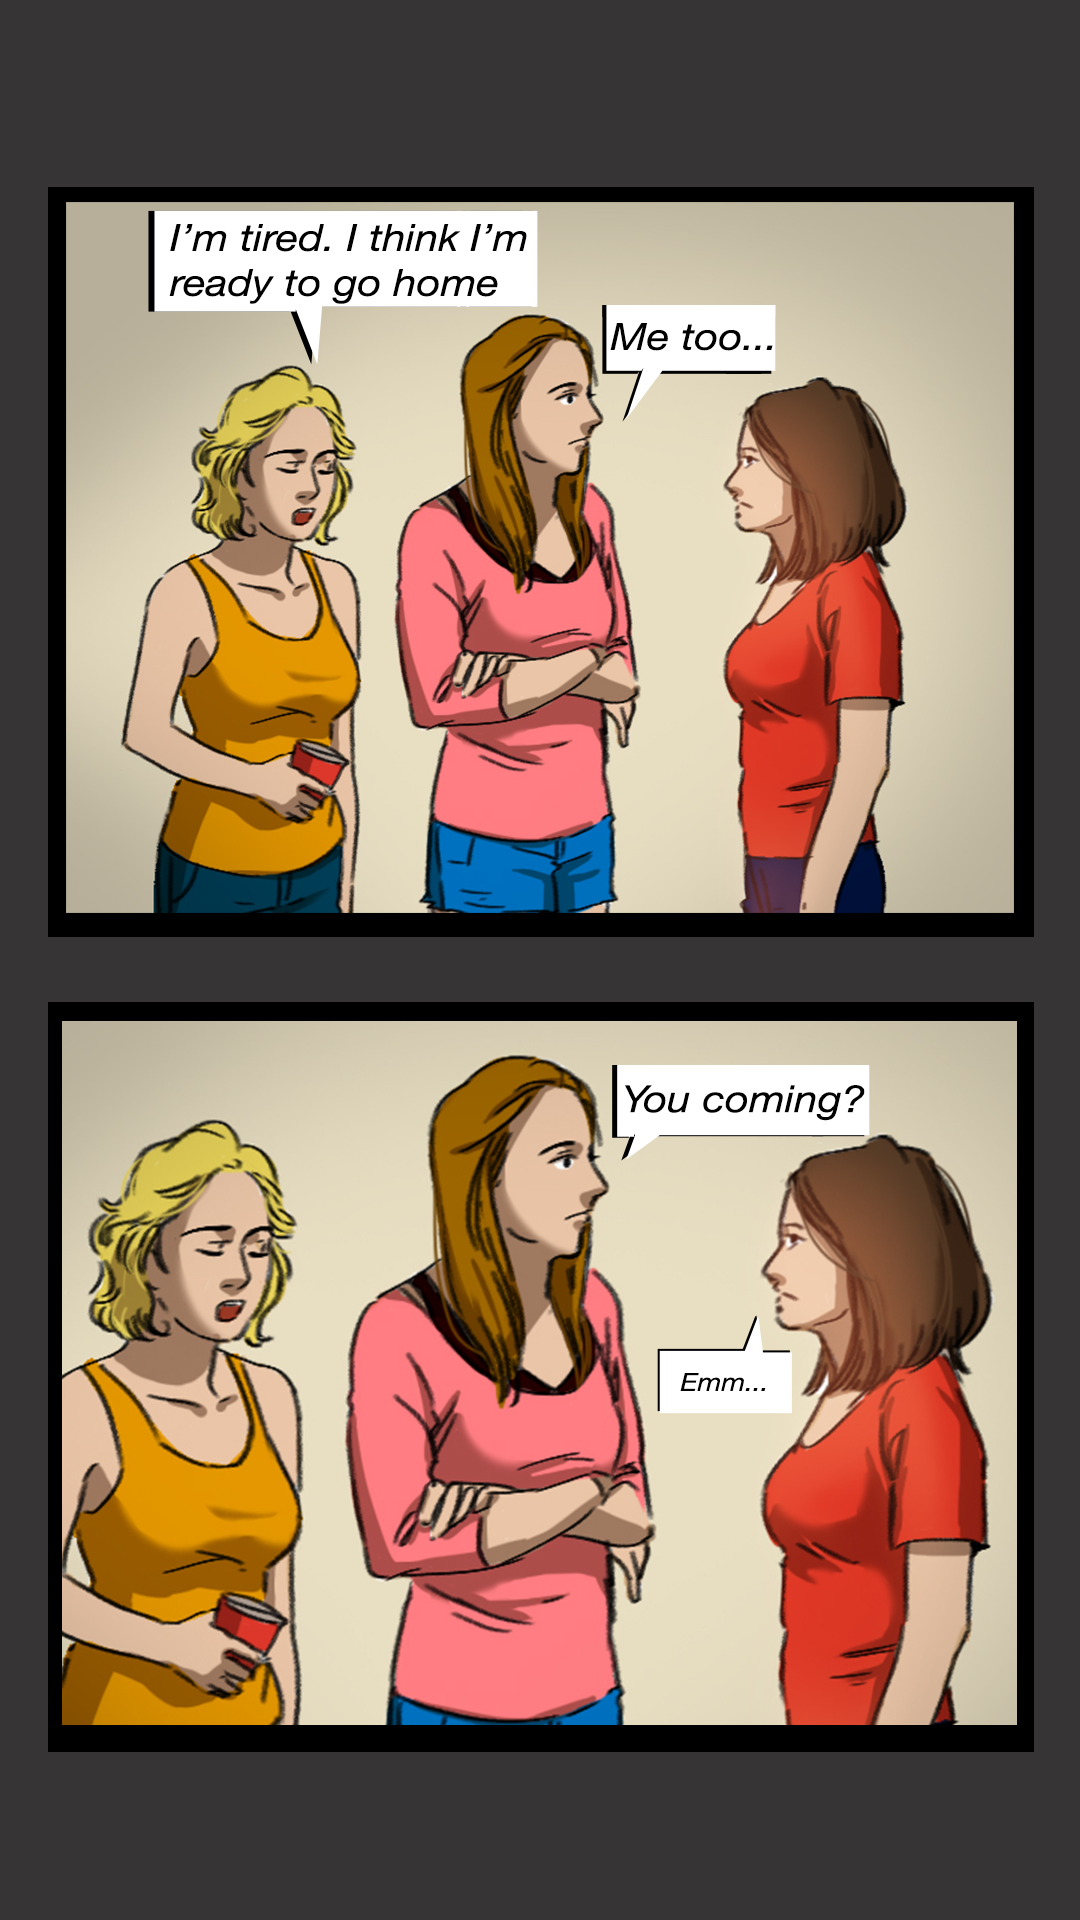 I’m tired. I think I’m
ready to go home
Me too...
You coming?
Emm...